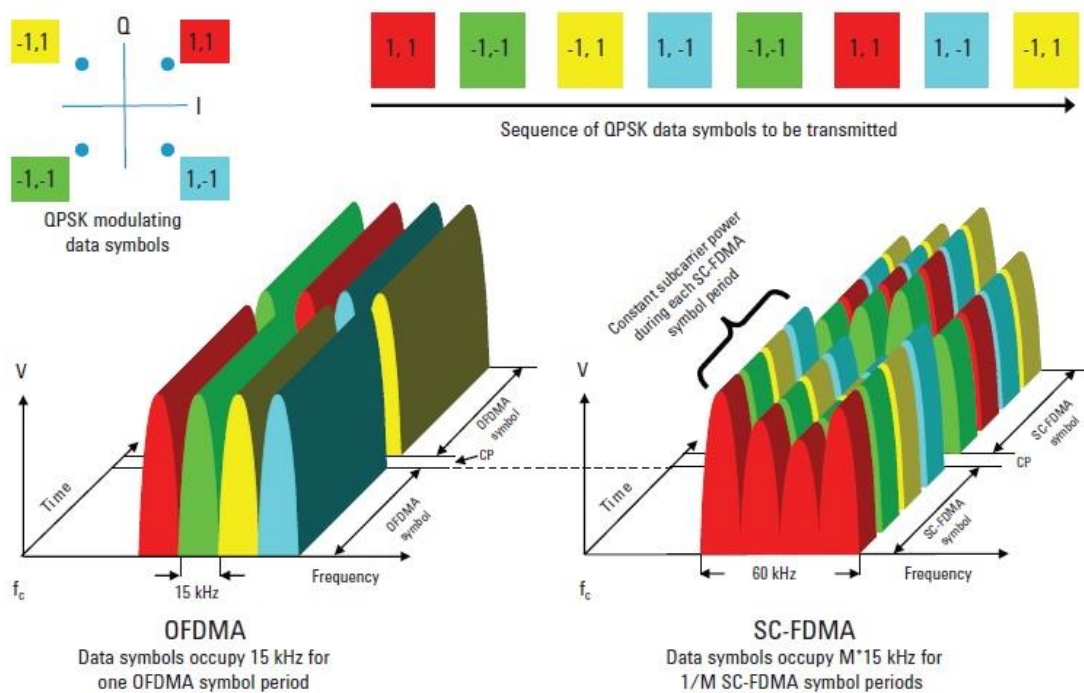 Q
-1,1
1,1
I
-1,-1
1,-1
QPSK modulating
data symbols
1, 1
-1,-1
-1, 1
1, -1
-1,-1
1, 1
1, -1
-1, 1
Sequence of QPSK data symbols to be transmitted
V
Time
OFDMA
symbol
CP
OFDMA
symbol
15 kHz
Frequency
fc
OFDMA
Data symbols occupy 15 kHz for
one OFDMA symbol period
Constant subcarrier power
during each SC-FDMA
symbol period
V
Time
SC-FDMA
symbol
CP
SC-FDMA
symbol
60 kHz
Frequency
fc
SC-FDMA
Data symbols occupy M*15 kHz for
1/M SC-FDMA symbol periods